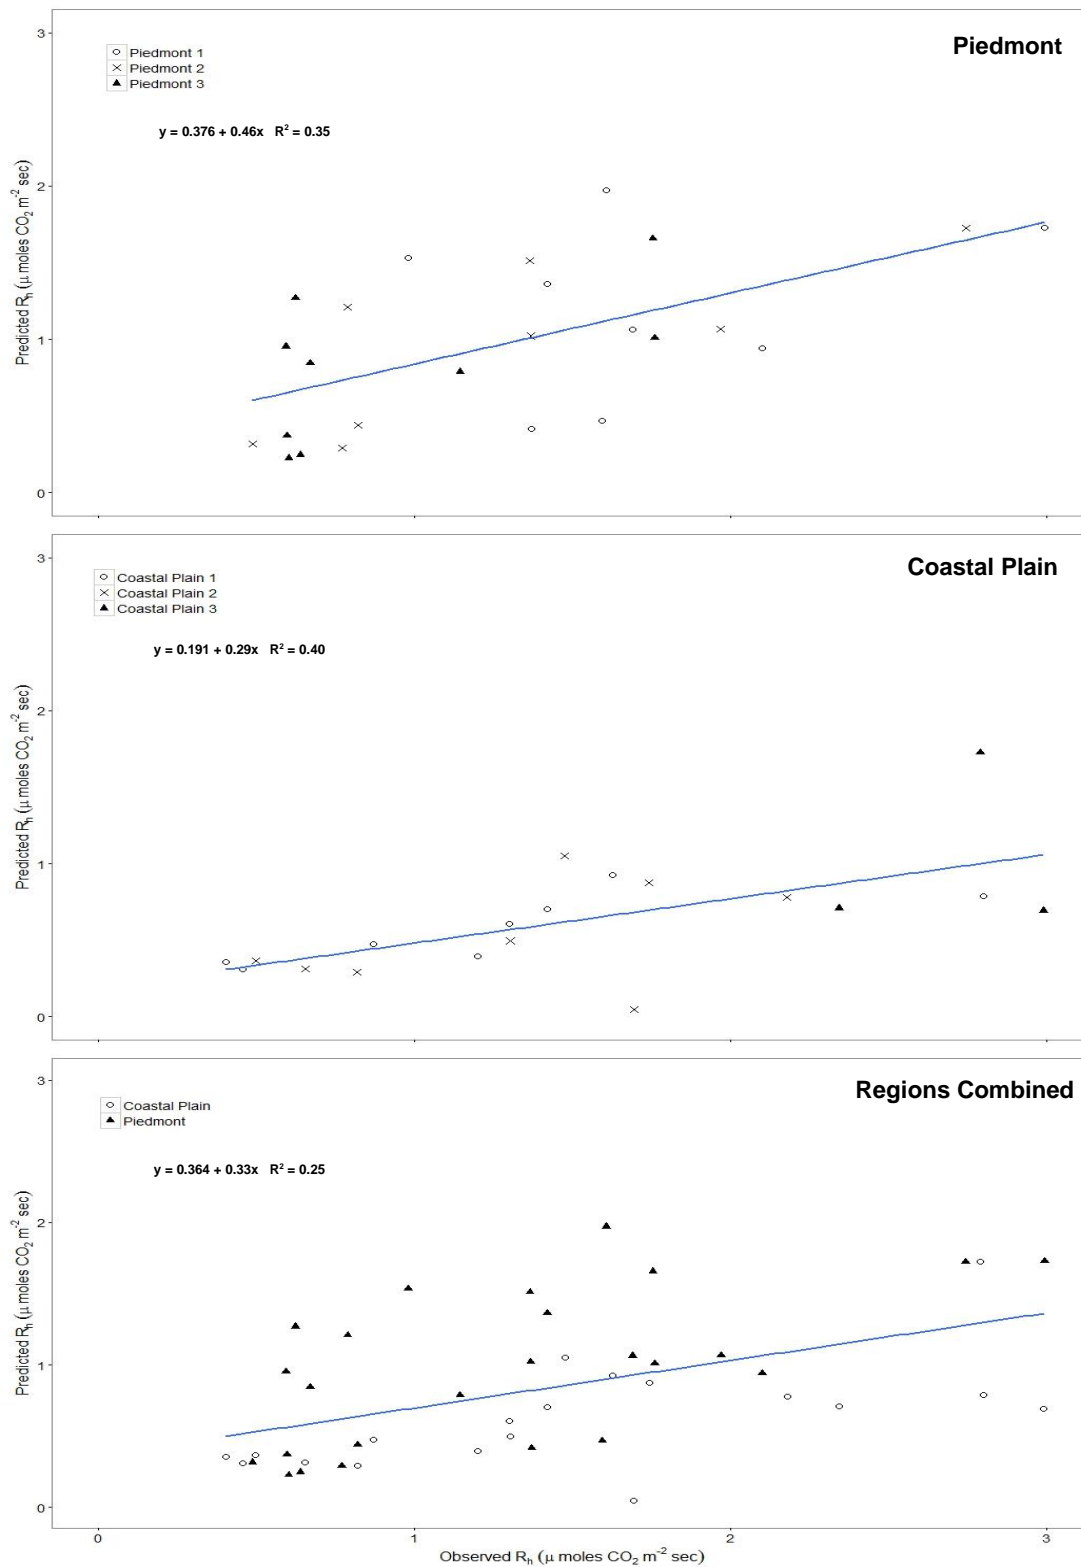 Piedmont
3
Piedmont 1
Piedmont 2
Piedmont 3
y = 0.376 + 0.46x R² = 0.35
2
1
0
Predicted Rₕ (μ moles CO₂ m⁻² sec)
Coastal Plain
3
Coastal Plain 1
Coastal Plain 2
Coastal Plain 3
y = 0.191 + 0.29x R² = 0.40
2
1
0
Predicted Rₕ (μ moles CO₂ m⁻² sec)
Regions Combined
3
Coastal Plain
Piedmont
y = 0.364 + 0.33x R² = 0.25
2
1
0
Predicted Rₕ (μ moles CO₂ m⁻² sec)
0 1 2 3
Observed Rₕ (μ moles CO₂ m⁻² sec)